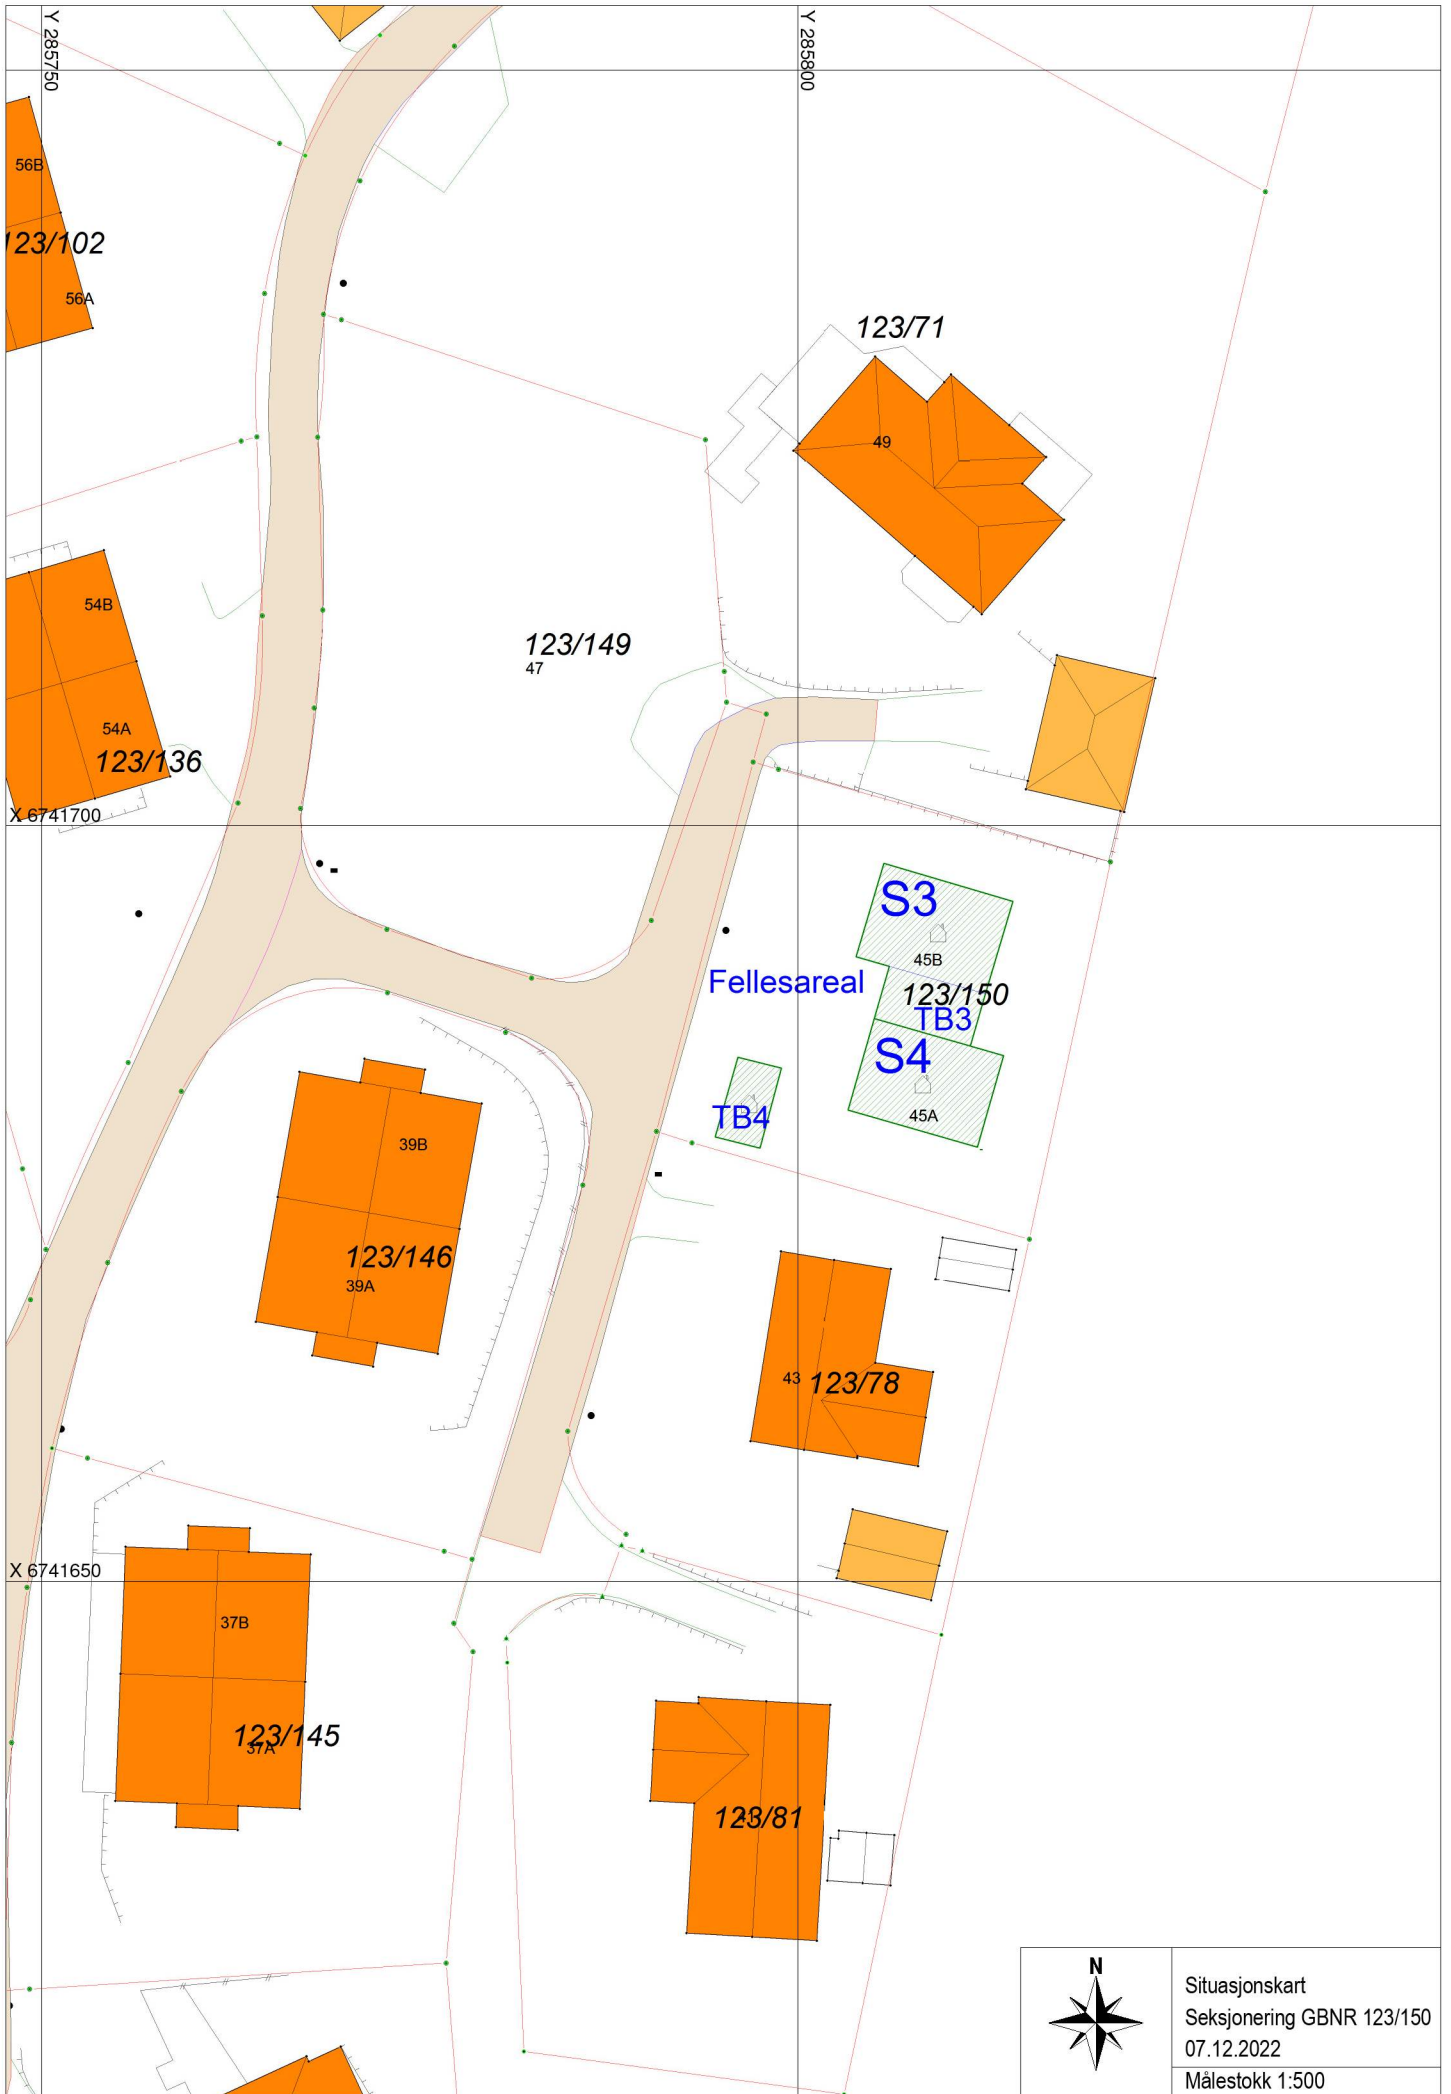 Y 285750
Y 285800
56B
123/102
56A
123/71
49
54B
123/149
47
54A
123/136
X 6741700
S3
45B
Fellesareal
123/150
TB3
S4
45A
TB4
39B
123/146
39A
43
123/78
X 6741650
37B
123/145
37A
123/81
N
Situasjonskart
Seksjonering GBNR 123/150
07.12.2022
Målestokk 1:500